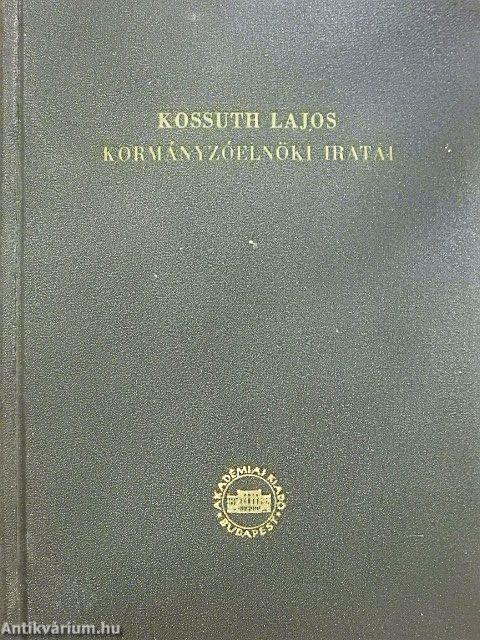 KOSSUTH LAJOS
KORMÁNYZÓELNÖKI IRATAI
AKADÉMIAI KIADÓ
BUDAPEST
Antikvárium.hu